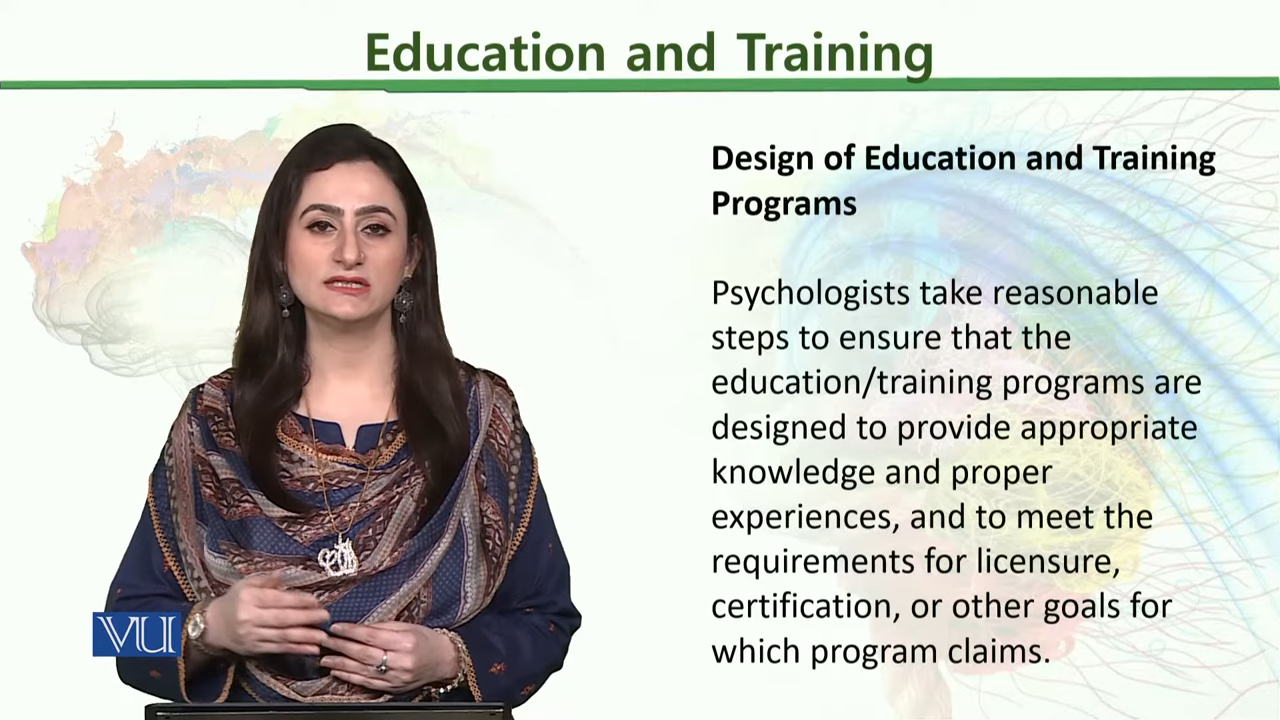 Education and Training
Design of Education and Training
Programs
Psychologists take reasonable
steps to ensure that the
education/training programs are
designed to provide appropriate
knowledge and proper
experiences, and to meet the
requirements for licensure,
certification, or other goals for
which program claims.
VU